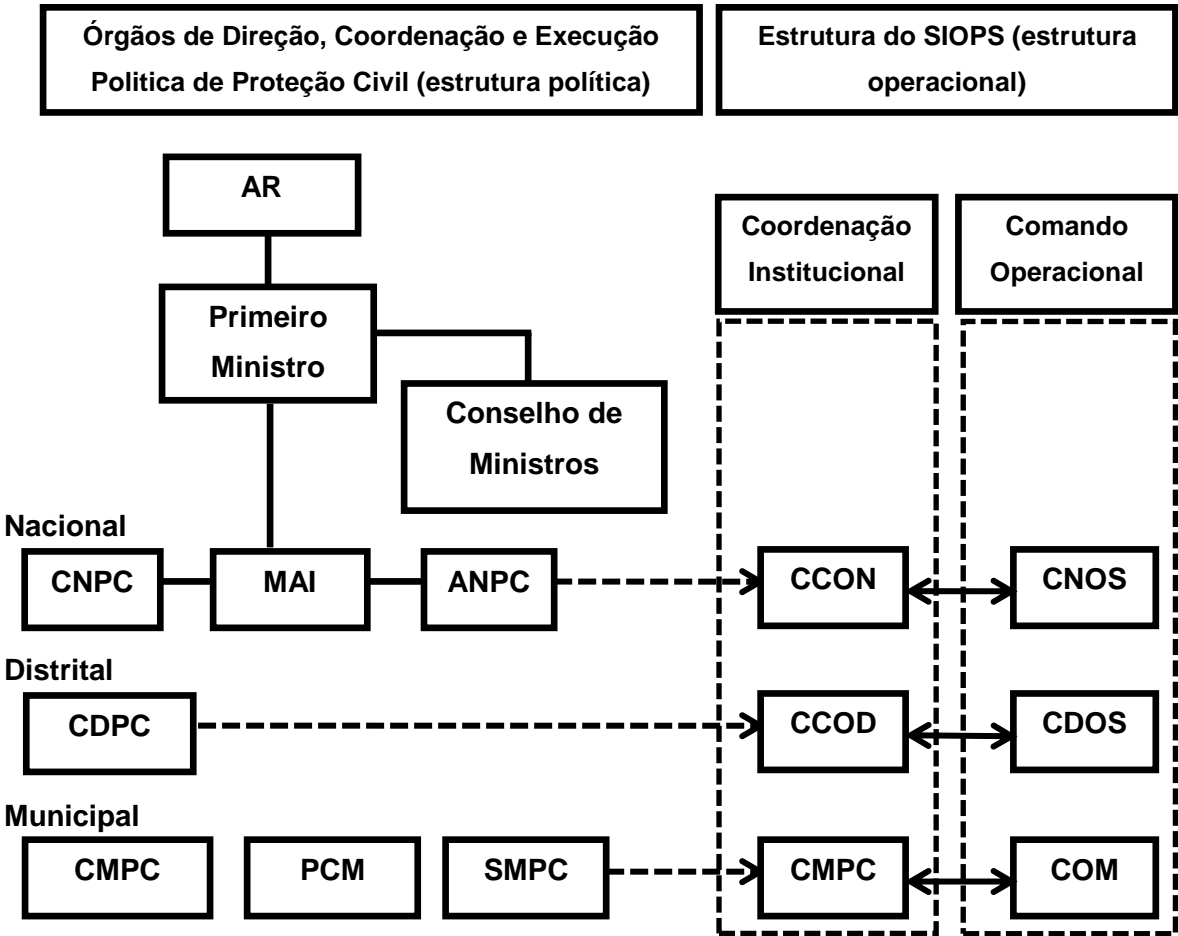 Órgãos de Direção, Coordenação e Execução
Politica de Proteção Civil (estrutura política)
Estrutura do SIOPS (estrutura
operacional)
AR
Coordenação
Institucional
Comando
Operacional
Primeiro
Ministro
Conselho de
Ministros
Nacional
CNPC
MAI
ANPC
CCON
CNOS
Distrital
CDPC
CCOD
CDOS
Municipal
CMPC
PCM
SMPC
CMPC
COM